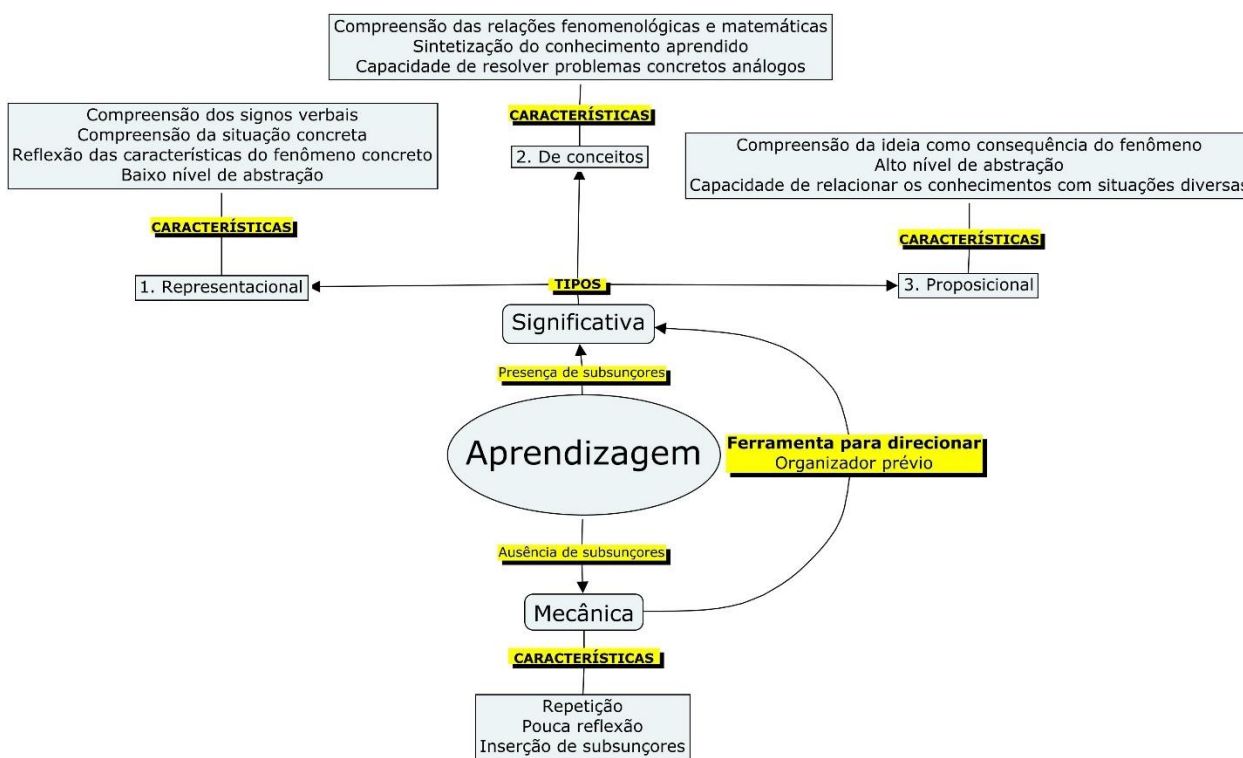 Compreensão das relações fenomenológicas e matemáticas
Sintetização do conhecimento aprendido
Capacidade de resolver problemas concretos análogos
CARACTERÍSTICAS
2. De conceitos
Compreensão dos signos verbais
Compreensão da situação concreta
Reflexão das características do fenômeno concreto
Baixo nível de abstração
CARACTERÍSTICAS
1. Representacional
Compreensão da ideia como consequência do fenômeno
Alto nível de abstração
Capacidade de relacionar os conhecimentos com situações diversas
CARACTERÍSTICAS
3. Proposicional
TIPOS
Significativa
Presença de subsunçores
Aprendizagem
Ferramenta para direcionar
Organizador prévio
Ausência de subsunçores
Mecânica
CARACTERÍSTICAS
Repetição
Pouca reflexão
Inserção de subsunçores